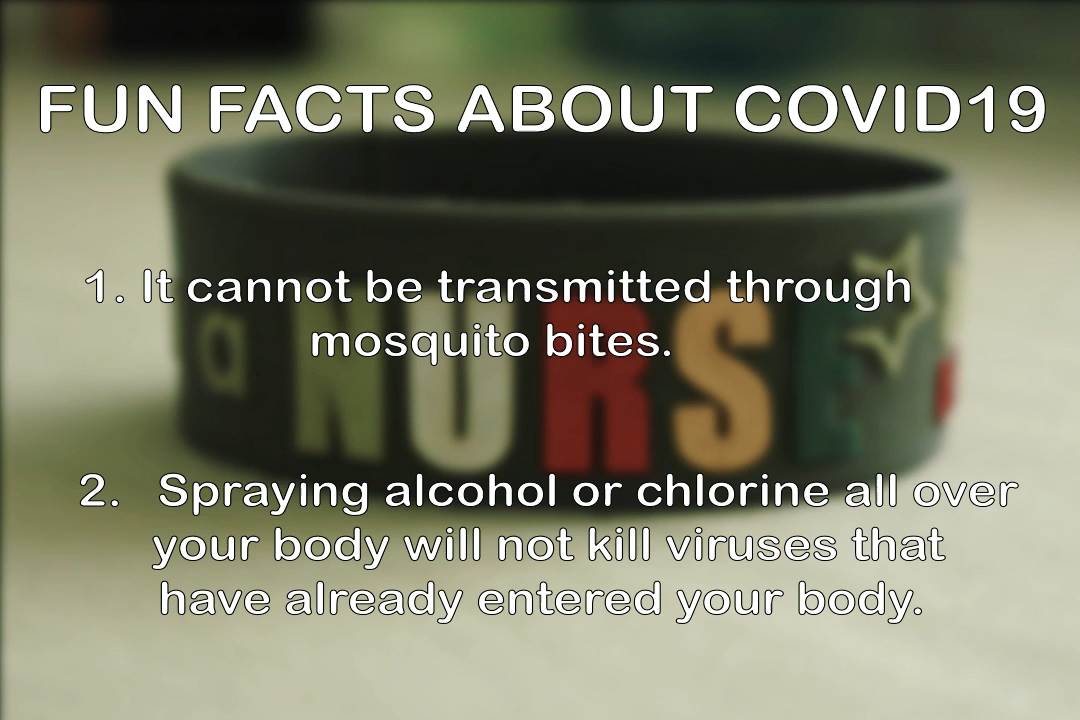 FUN FACTS ABOUT COVID19
1. It cannot be transmitted through
mosquito bites.
a NURSE
2. Spraying alcohol or chlorine all over
your body will not kill viruses that
have already entered your body.